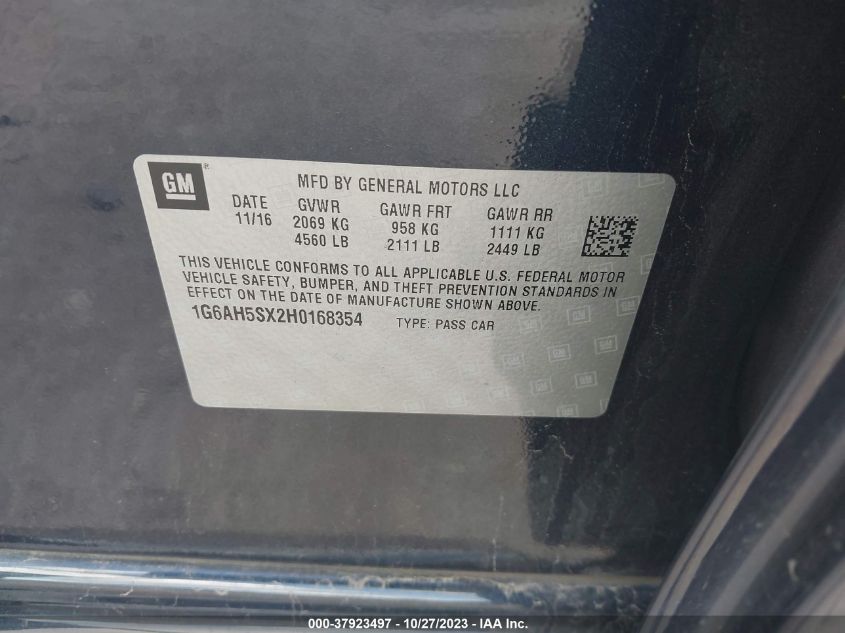 GM ®
MFD BY GENERAL MOTORS LLC
DATE GVWR GAWR FRT GAWR RR
11/16 2069 KG 958 KG 1111 KG
4560 LB 2111 LB 2449 LB
THIS VEHICLE CONFORMS TO ALL APPLICABLE U.S. FEDERAL MOTOR
VEHICLE SAFETY, BUMPER, AND THEFT PREVENTION STANDARDS IN
EFFECT ON THE DATE OF MANUFACTURE SHOWN ABOVE.
1G6AH5SX2H0168354 TYPE: PASS CAR
000-37923497 - 10/27/2023 - IAAI Inc.